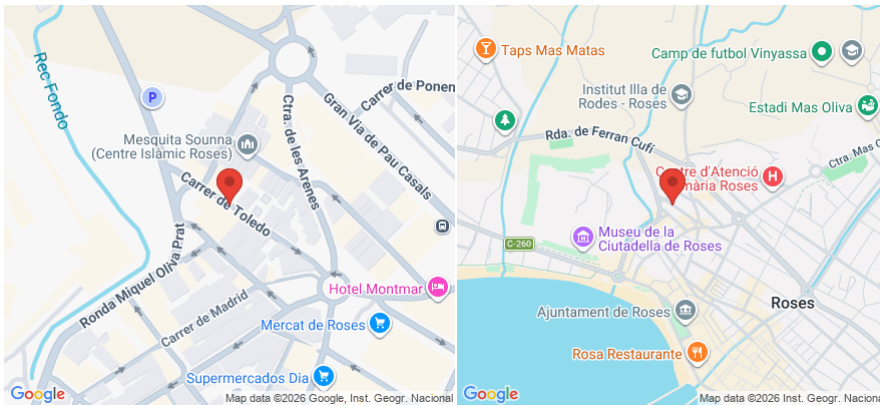 Rec Fondo
P
Carrer de Ponen
Gran Via de Pau Casals
Ctra. de les Arenes
Mesquita Sounna
(Centre Islàmic Roses)
Carrer de Toledo
Ronda Miquel Oliva Prat
Hotel Montmar
Carrer de Madrid
Mercat de Roses
Supermercados Dia
Google
Map data ©2026 Google, Inst. Geogr. Nacional
Taps Mas Matas
Camp de futbol Vinyassa
Institut Illa de
Rodes - Roses
Estadi Mas Oliva
Rda. de Ferran Cufí
Ctra. Mas O
H
Museu de la
Ciutadella de Roses
C-260
Ajuntament de Roses
Roses
Rosa Restaurante
Google
Map data ©2026 Google, Inst. Geogr. Nacional